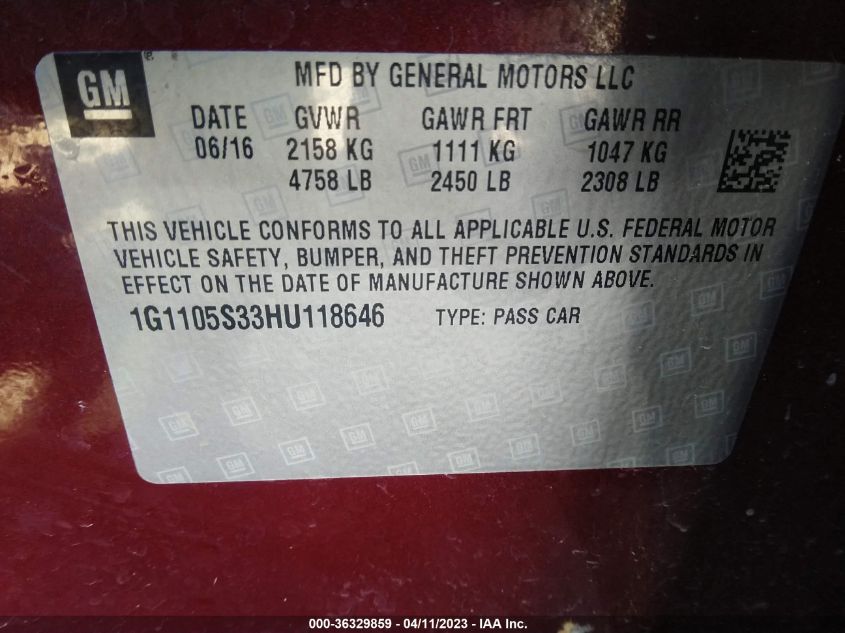 GM
MFD BY GENERAL MOTORS LLC
DATE GVWR GAWR FRT GAWR RR
06/16 2158 KG 1111 KG 1047 KG
4758 LB 2450 LB 2308 LB
THIS VEHICLE CONFORMS TO ALL APPLICABLE U.S. FEDERAL MOTOR
VEHICLE SAFETY, BUMPER, AND THEFT PREVENTION STANDARDS IN
EFFECT ON THE DATE OF MANUFACTURE SHOWN ABOVE.
1G1105S33HU118646 TYPE: PASS CAR
000-36329859 - 04/11/2023 - IAA Inc.